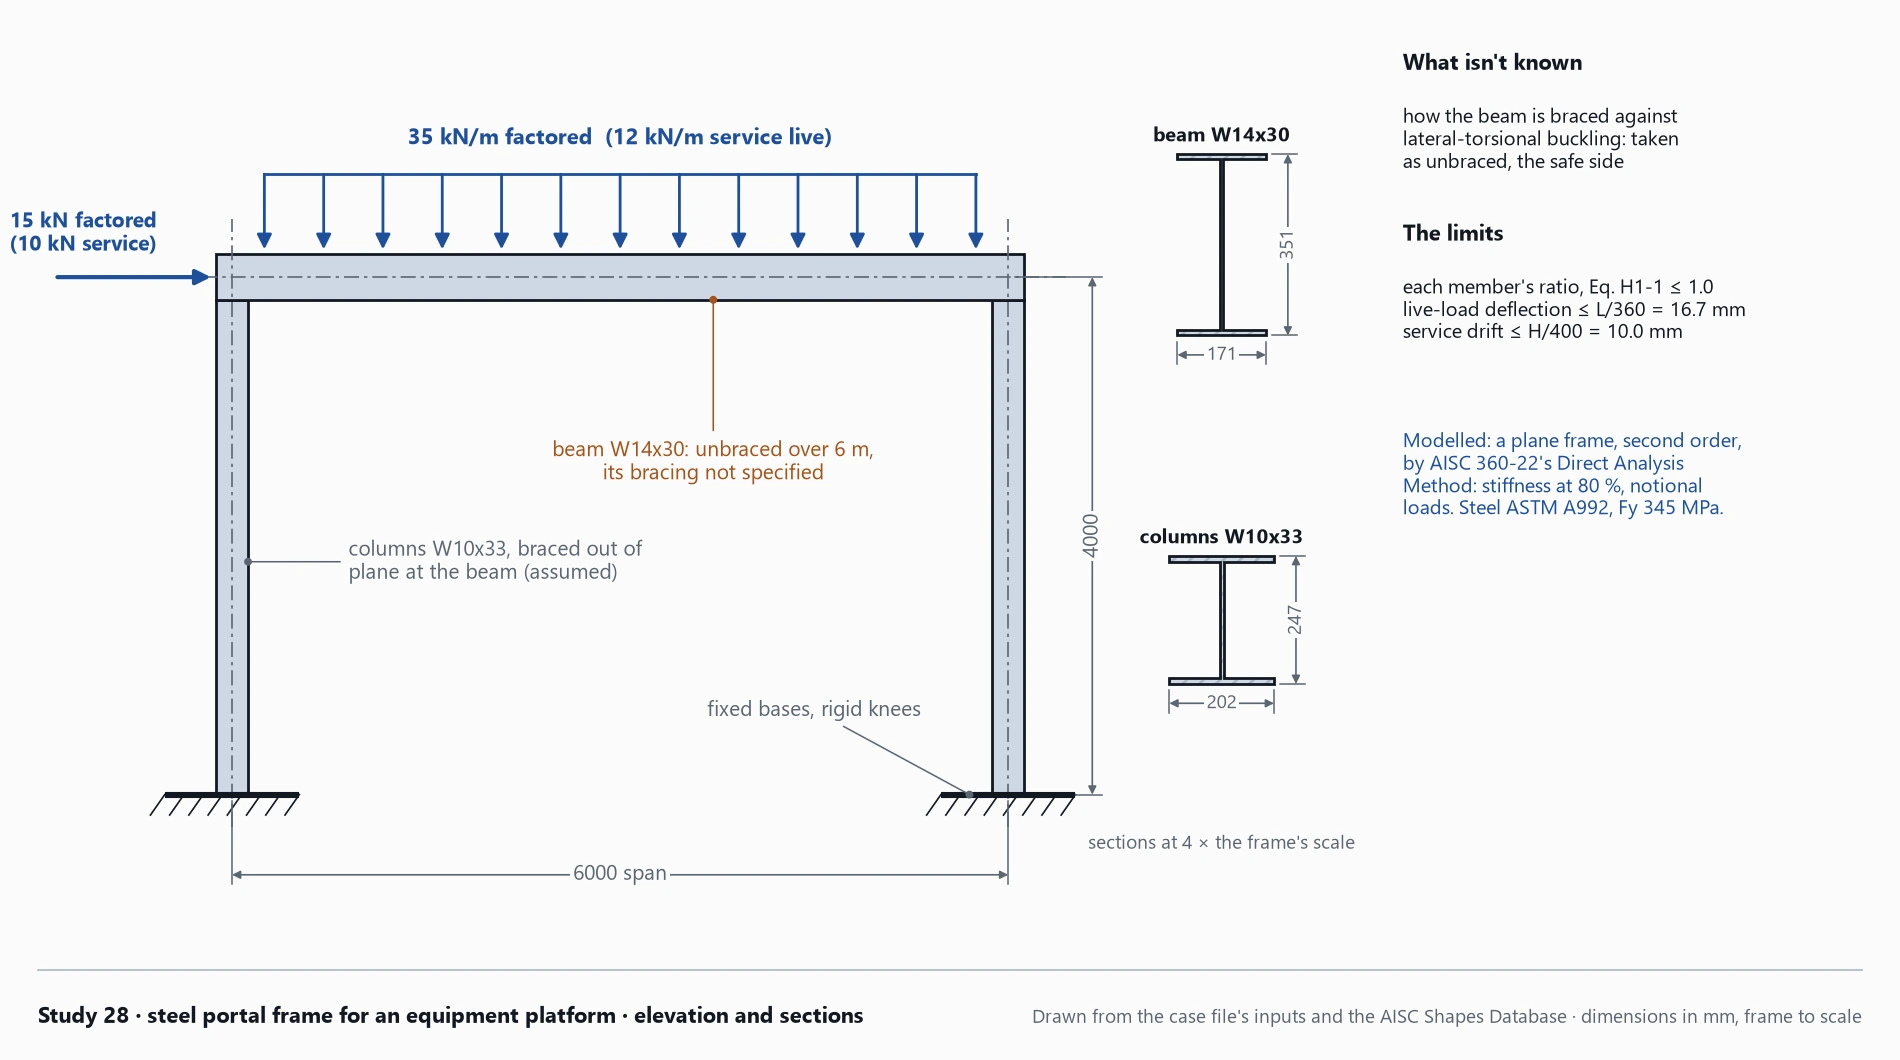 What isn't known
how the beam is braced against
lateral-torsional buckling: taken
as unbraced, the safe side
The limits
each member's ratio, Eq. H1-1 ≤ 1.0
live-load deflection ≤ L/360 = 16.7 mm
service drift ≤ H/400 = 10.0 mm
Modelled: a plane frame, second order,
by AISC 360-22's Direct Analysis
Method: stiffness at 80 %, notional
loads. Steel ASTM A992, Fy 345 MPa.
35 kN/m factored (12 kN/m service live)
15 kN factored
(10 kN service)
beam W14x30
351
171
beam W14x30: unbraced over 6 m,
its bracing not specified
4000
columns W10x33, braced out of
plane at the beam (assumed)
columns W10x33
247
202
fixed bases, rigid knees
sections at 4 × the frame's scale
6000 span
Study 28 · steel portal frame for an equipment platform · elevation and sections
Drawn from the case file's inputs and the AISC Shapes Database · dimensions in mm, frame to scale